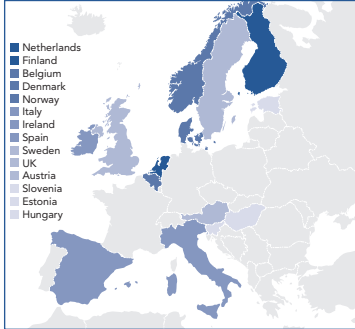 Netherlands
Finland
Belgium
Denmark
Norway
Italy
Ireland
Spain
Sweden
UK
Austria
Slovenia
Estonia
Hungary